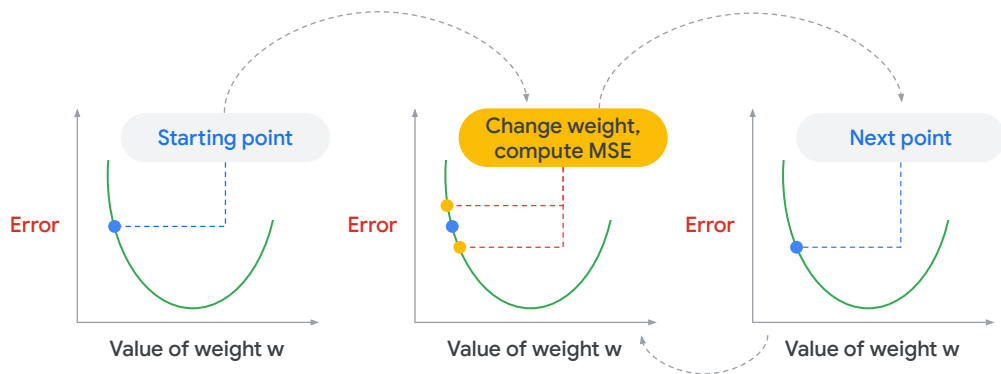 Starting point
Change weight,
compute MSE
Next point
Error
Error
Error
Value of weight w
Value of weight w
Value of weight w